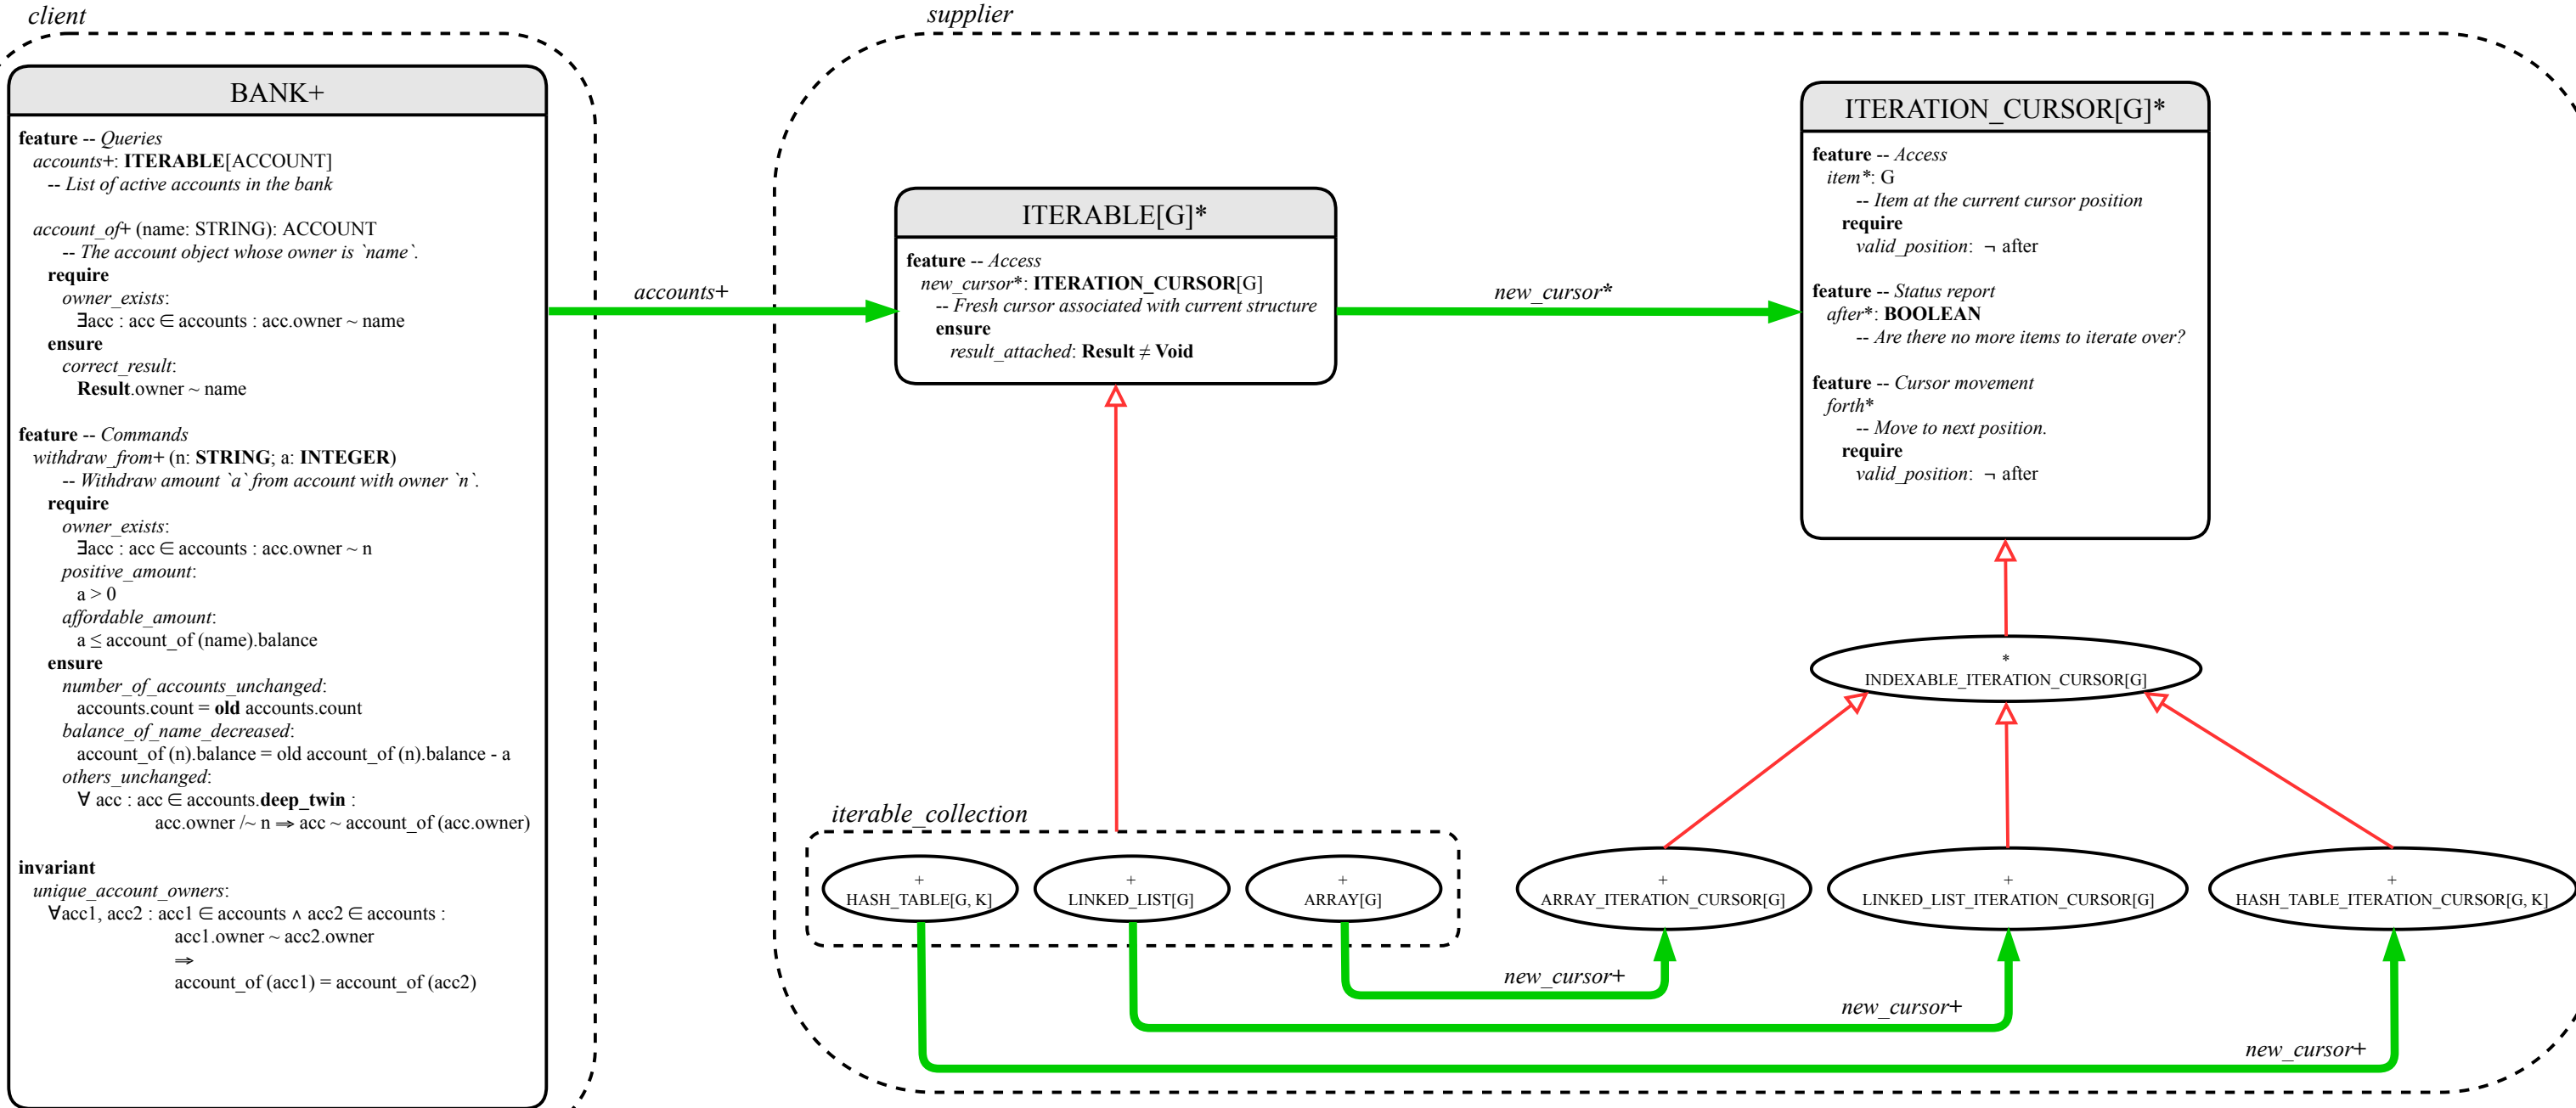 client
BANK+
feature -- Queries
accounts+: ITERABLE[ACCOUNT]
-- List of active accounts in the bank
account_of+ (name: STRING): ACCOUNT
-- The account object whose owner is `name`.
require
owner_exists:
∃acc : acc ∈ accounts : acc.owner ~ name
ensure
correct_result:
Result.owner ~ name
feature -- Commands
withdraw_from+ (n: STRING; a: INTEGER)
-- Withdraw amount `a` from account with owner `n`.
require
owner_exists:
∃acc : acc ∈ accounts : acc.owner ~ n
positive_amount:
a > 0
affordable_amount:
a ≤ account_of (name).balance
ensure
number_of_accounts_unchanged:
accounts.count = old accounts.count
balance_of_name_decreased:
account_of (n).balance = old account_of (n).balance - a
others_unchanged:
∀ acc : acc ∈ accounts.deep_twin :
acc.owner /~ n ⇒ acc ~ account_of (acc.owner)
invariant
unique_account_owners:
∀acc1, acc2 : acc1 ∈ accounts ∧ acc2 ∈ accounts :
acc1.owner ~ acc2.owner
⇒
account_of (acc1) = account_of (acc2)
accounts+
supplier
ITERABLE[G]*
feature -- Access
new_cursor*: ITERATION_CURSOR[G]
-- Fresh cursor associated with current structure
ensure
result_attached: Result ≠ Void
new_cursor*
ITERATION_CURSOR[G]*
feature -- Access
item*: G
-- Item at the current cursor position
require
valid_position: ¬ after
feature -- Status report
after*: BOOLEAN
-- Are there no more items to iterate over?
feature -- Cursor movement
forth*
-- Move to next position.
require
valid_position: ¬ after
*
INDEXABLE_ITERATION_CURSOR[G]
iterable_collection
+
HASH_TABLE[G, K]
+
LINKED_LIST[G]
+
ARRAY[G]
+
ARRAY_ITERATION_CURSOR[G]
+
LINKED_LIST_ITERATION_CURSOR[G]
+
HASH_TABLE_ITERATION_CURSOR[G, K]
new_cursor+
new_cursor+
new_cursor+